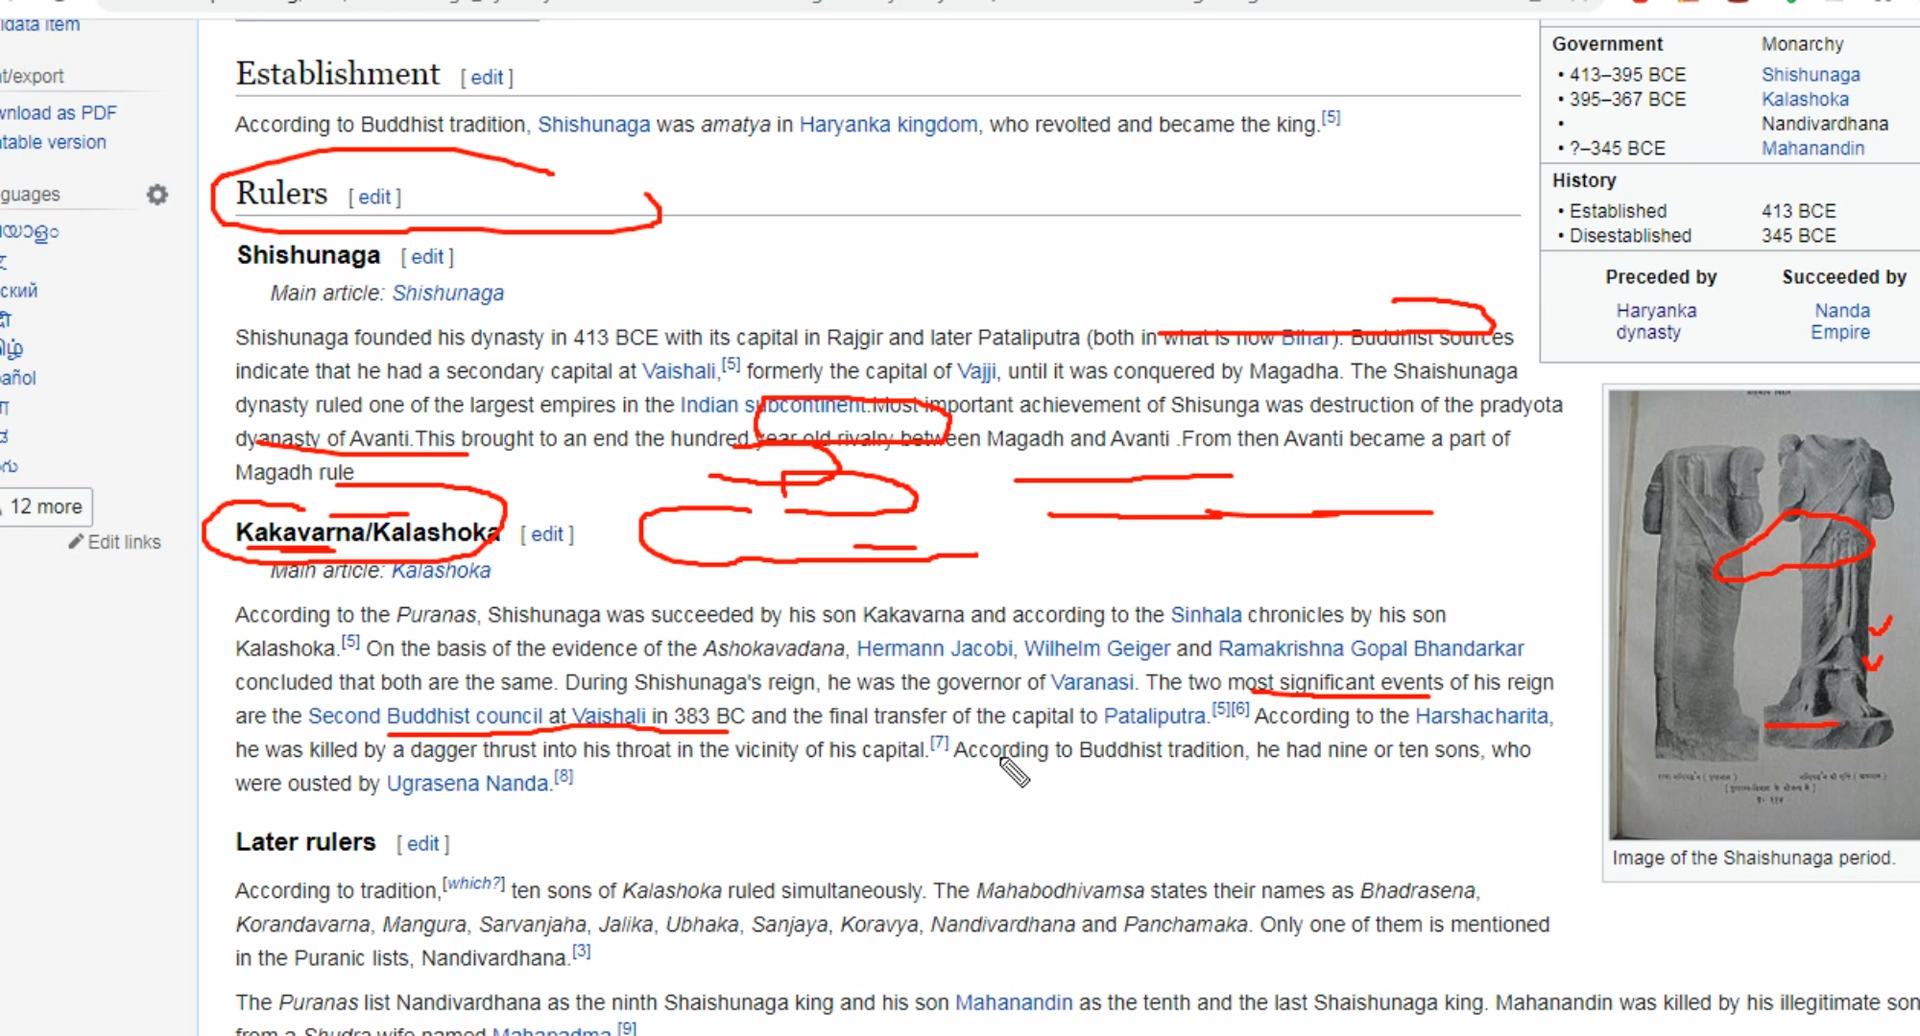 data item
Establishment [ edit ]
According to Buddhist tradition, Shishunaga was amatya in Haryanka kingdom, who revolted and became the king.[5]
Rulers [ edit ]
Shishunaga [ edit ]
Main article: Shishunaga
Shishunaga founded his dynasty in 413 BCE with its capital in Rajgir and later Pataliputra (both in what is now Bihar). Buddhist sources
indicate that he had a secondary capital at Vaishali,[5] formerly the capital of Vajji, until it was conquered by Magadha. The Shaishunaga
dynasty ruled one of the largest empires in the Indian subcontinent.Most important achievement of Shisunga was destruction of the pradyota
dyanasty of Avanti.This brought to an end the hundred year old rivalry between Magadh and Avanti .From then Avanti became a part of
Magadh rule
Kakavarna/Kalashoka [ edit ]
Main article: Kalashoka
According to the Puranas, Shishunaga was succeeded by his son Kakavarna and according to the Sinhala chronicles by his son
Kalashoka.[5] On the basis of the evidence of the Ashokavadana, Hermann Jacobi, Wilhelm Geiger and Ramakrishna Gopal Bhandarkar
concluded that both are the same. During Shishunaga's reign, he was the governor of Varanasi. The two most significant events of his reign
are the Second Buddhist council at Vaishali in 383 BC and the final transfer of the capital to Pataliputra.[5][6] According to the Harshacharita,
he was killed by a dagger thrust into his throat in the vicinity of his capital.[7] According to Buddhist tradition, he had nine or ten sons, who
were ousted by Ugrasena Nanda.[8]
Later rulers [ edit ]
According to tradition,[which?] ten sons of Kalashoka ruled simultaneously. The Mahabodhivamsa states their names as Bhadrasena,
Korandavarna, Mangura, Sarvanjaha, Jalika, Ubhaka, Sanjaya, Koravya, Nandivardhana and Panchamaka. Only one of them is mentioned
in the Puranic lists, Nandivardhana.[3]
The Puranas list Nandivardhana as the ninth Shaishunaga king and his son Mahanandin as the tenth and the last Shaishunaga king. Mahanandin was killed by his illegitimate son
from a Shudra wife named Mahapadma.[9]
t/export
wnload as PDF
table version
guages
ский
añol
12 more
Edit links
Government Monarchy
• 413–395 BCE Shishunaga
• 395–367 BCE Kalashoka
• Nandivardhana
• ?–345 BCE Mahanandin
History
• Established 413 BCE
• Disestablished 345 BCE
Preceded by Succeeded by
Haryanka Nanda
dynasty Empire
Image of the Shaishunaga period.